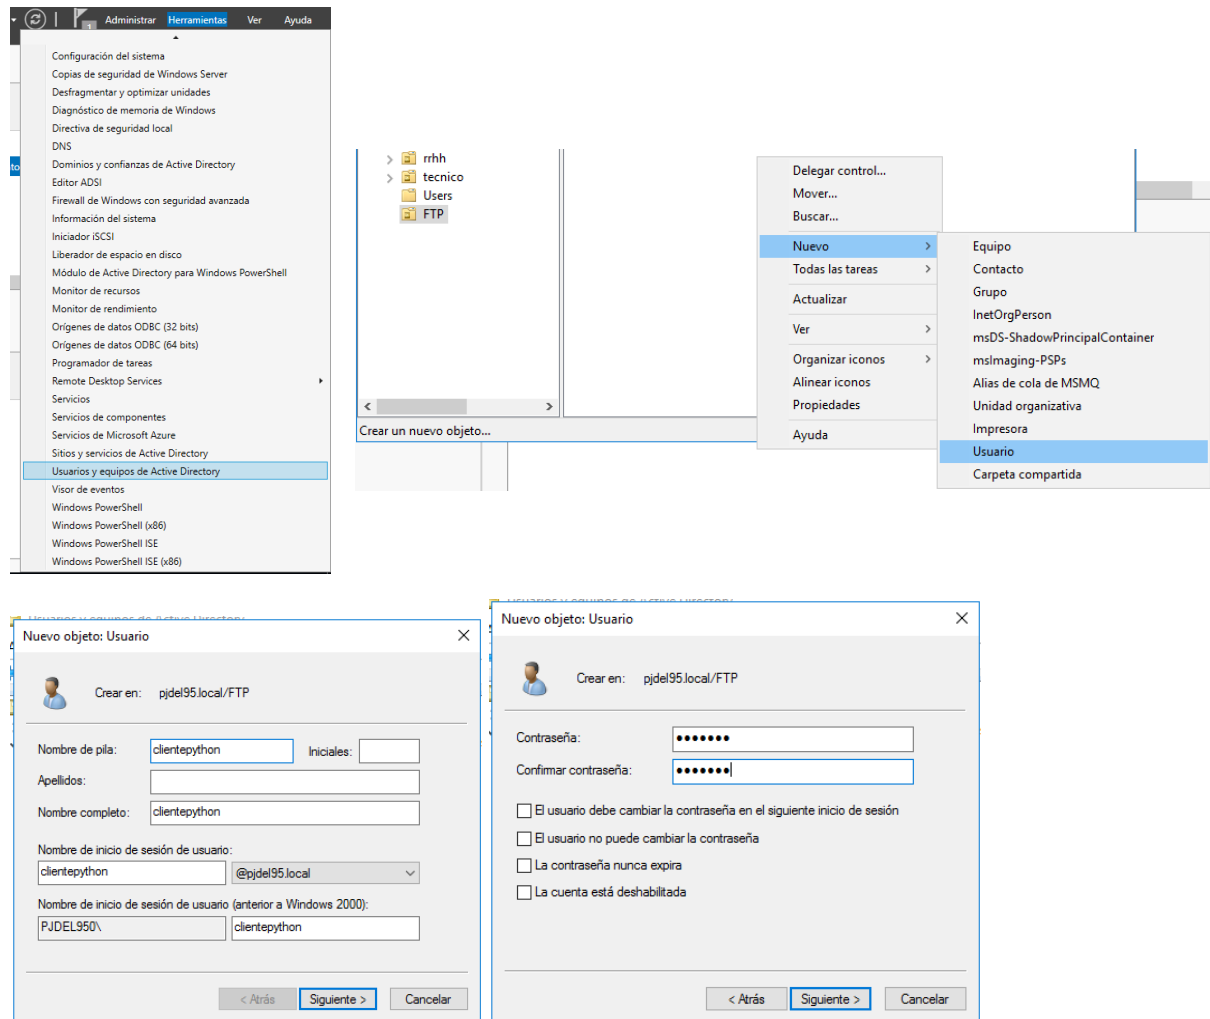 Administrar Herramientas Ver Ayuda
1
Configuración del sistema
Copias de seguridad de Windows Server
Desfragmentar y optimizar unidades
Diagnóstico de memoria de Windows
Directiva de seguridad local
DNS
Dominios y confianzas de Active Directory
Editor ADSI
Firewall de Windows con seguridad avanzada
Información del sistema
Iniciador iSCSI
Liberador de espacio en disco
Módulo de Active Directory para Windows PowerShell
Monitor de recursos
Monitor de rendimiento
Orígenes de datos ODBC (32 bits)
Orígenes de datos ODBC (64 bits)
Programador de tareas
Remote Desktop Services
Servicios
Servicios de componentes
Servicios de Microsoft Azure
Sitios y servicios de Active Directory
Usuarios y equipos de Active Directory
Visor de eventos
Windows PowerShell
Windows PowerShell (x86)
Windows PowerShell ISE
Windows PowerShell ISE (x86)
rrhh
tecnico
Users
FTP
Crear un nuevo objeto...
Delegar control...
Mover...
Buscar...
Nuevo
Todas las tareas
Actualizar
Ver
Organizar iconos
Alinear iconos
Propiedades
Ayuda
Equipo
Contacto
Grupo
InetOrgPerson
msDS-ShadowPrincipalContainer
msImaging-PSPs
Alias de cola de MSMQ
Unidad organizativa
Impresora
Usuario
Carpeta compartida
Usuarios y equipos de Active Directory
Nuevo objeto: Usuario
Crear en: pjdel95.local/FTP
Nombre de pila: clientepython Iniciales:
Apellidos:
Nombre completo: clientepython
Nombre de inicio de sesión de usuario:
clientepython @pjdel95.local
Nombre de inicio de sesión de usuario (anterior a Windows 2000):
PJDEL950\ clientepython
< Atrás Siguiente > Cancelar
Usuarios y equipos de Active Directory
Nuevo objeto: Usuario
Crear en: pjdel95.local/FTP
Contraseña: •••••••
Confirmar contraseña: •••••••
El usuario debe cambiar la contraseña en el siguiente inicio de sesión
El usuario no puede cambiar la contraseña
La contraseña nunca expira
La cuenta está deshabilitada
< Atrás Siguiente > Cancelar